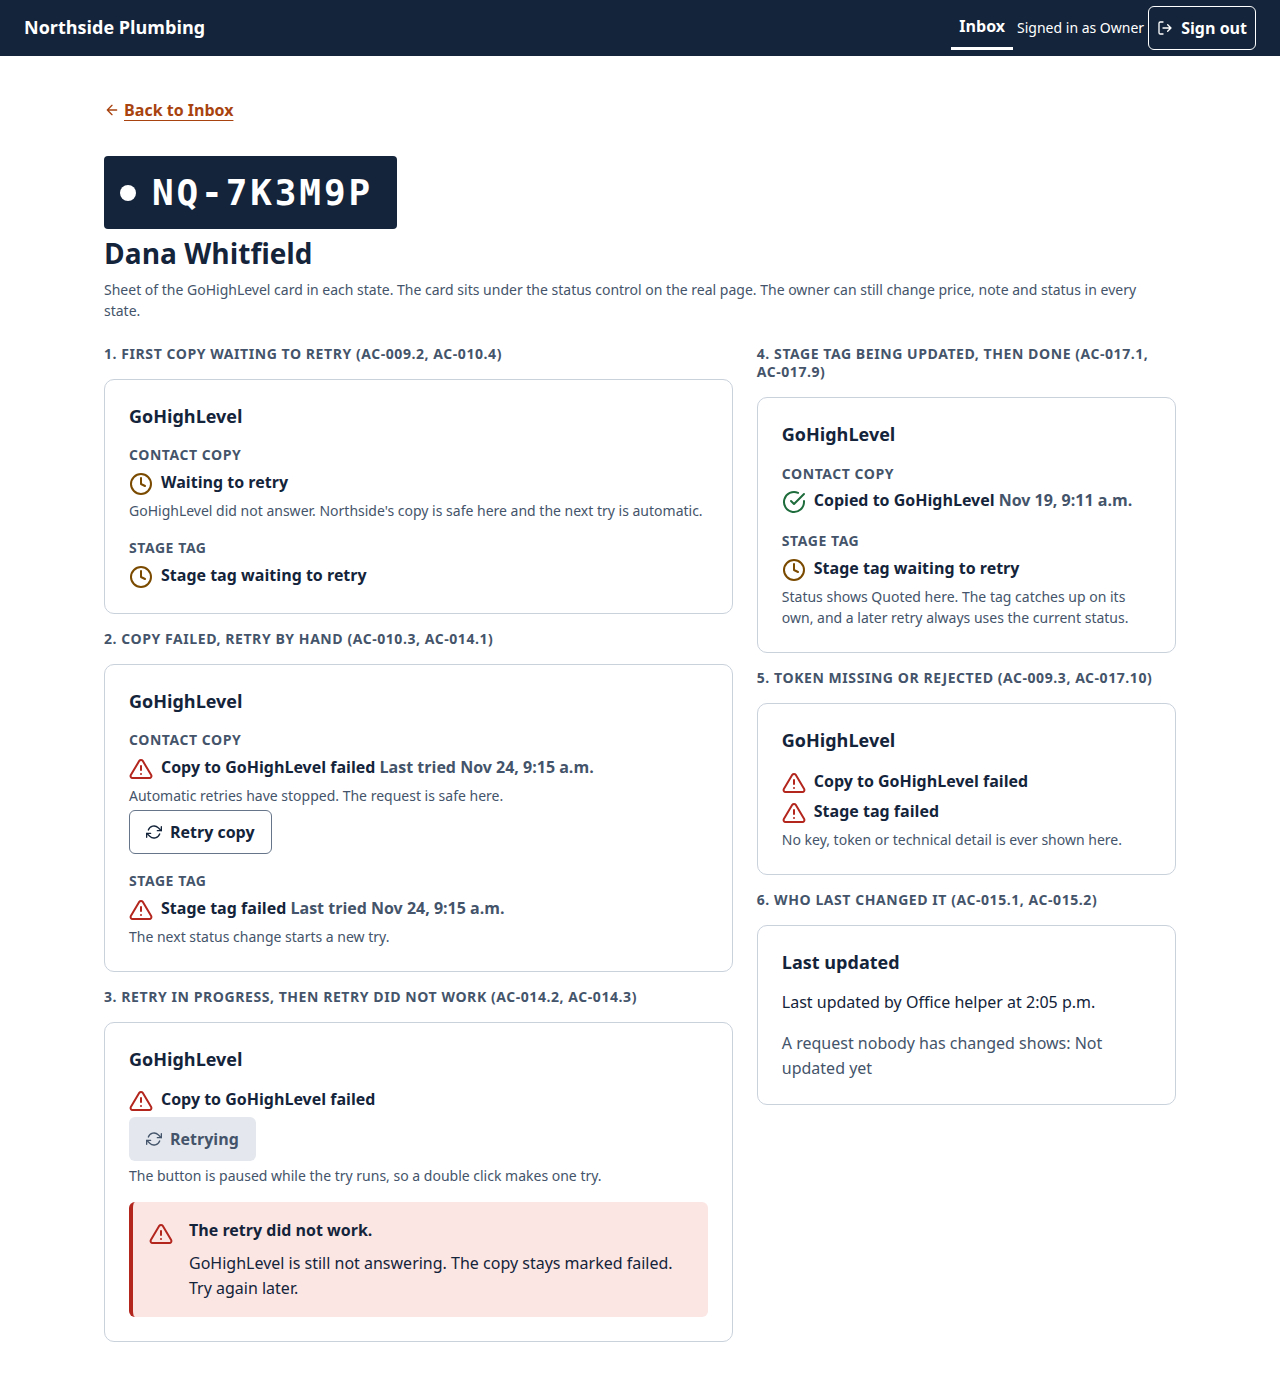 Northside Plumbing
Inbox
Signed in as Owner
Sign out
Back to Inbox
NQ-7K3M9P
Dana Whitfield
Sheet of the GoHighLevel card in each state. The card sits under the status control on the real page. The owner can still change price, note and status in every
state.
1. FIRST COPY WAITING TO RETRY (AC-009.2, AC-010.4)
GoHighLevel
CONTACT COPY
Waiting to retry
GoHighLevel did not answer. Northside's copy is safe here and the next try is automatic.
STAGE TAG
Stage tag waiting to retry
2. COPY FAILED, RETRY BY HAND (AC-010.3, AC-014.1)
GoHighLevel
CONTACT COPY
Copy to GoHighLevel failed Last tried Nov 24, 9:15 a.m.
Automatic retries have stopped. The request is safe here.
Retry copy
STAGE TAG
Stage tag failed Last tried Nov 24, 9:15 a.m.
The next status change starts a new try.
3. RETRY IN PROGRESS, THEN RETRY DID NOT WORK (AC-014.2, AC-014.3)
GoHighLevel
Copy to GoHighLevel failed
Retrying
The button is paused while the try runs, so a double click makes one try.
The retry did not work.
GoHighLevel is still not answering. The copy stays marked failed.
Try again later.
4. STAGE TAG BEING UPDATED, THEN DONE (AC-017.1,
AC-017.9)
GoHighLevel
CONTACT COPY
Copied to GoHighLevel Nov 19, 9:11 a.m.
STAGE TAG
Stage tag waiting to retry
Status shows Quoted here. The tag catches up on its
own, and a later retry always uses the current status.
5. TOKEN MISSING OR REJECTED (AC-009.3, AC-017.10)
GoHighLevel
Copy to GoHighLevel failed
Stage tag failed
No key, token or technical detail is ever shown here.
6. WHO LAST CHANGED IT (AC-015.1, AC-015.2)
Last updated
Last updated by Office helper at 2:05 p.m.
A request nobody has changed shows: Not
updated yet